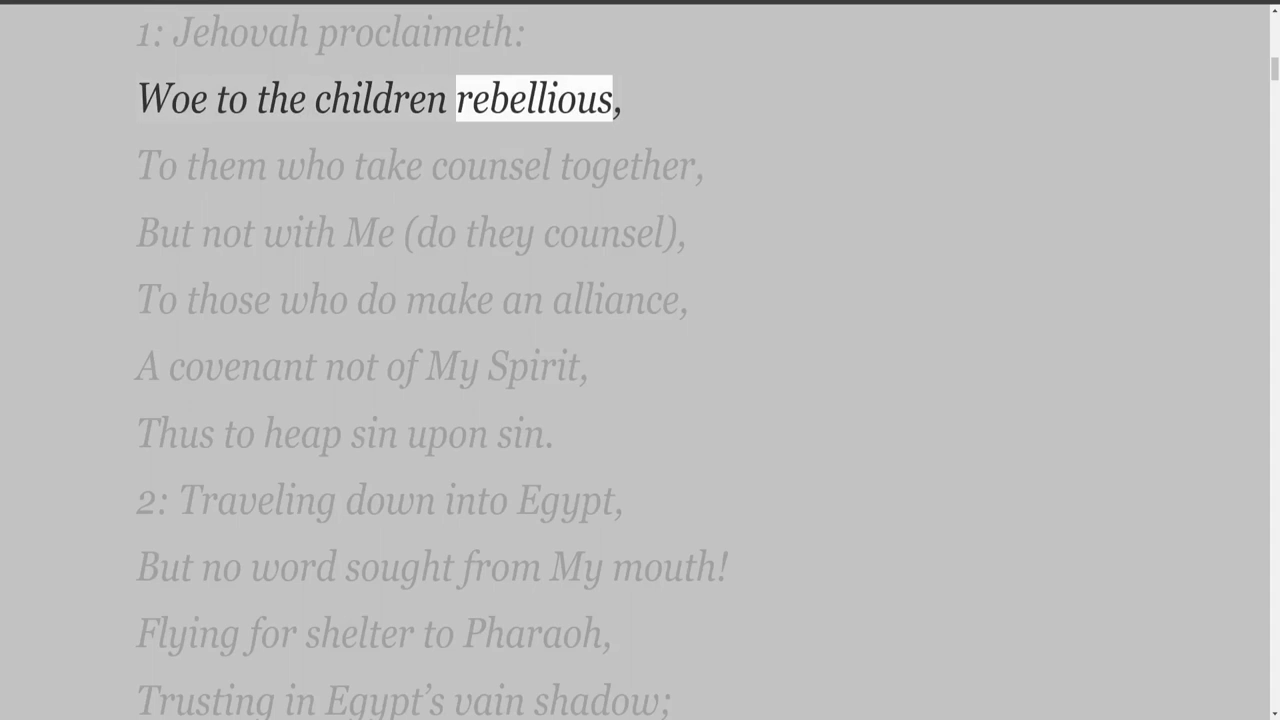 1: Jehovah proclaimeth:
Woe to the children rebellious,
To them who take counsel together,
But not with Me (do they counsel),
To those who do make an alliance,
A covenant not of My Spirit,
Thus to heap sin upon sin.
2: Traveling down into Egypt,
But no word sought from My mouth!
Flying for shelter to Pharaoh,
Trusting in Egypt’s vain shadow;